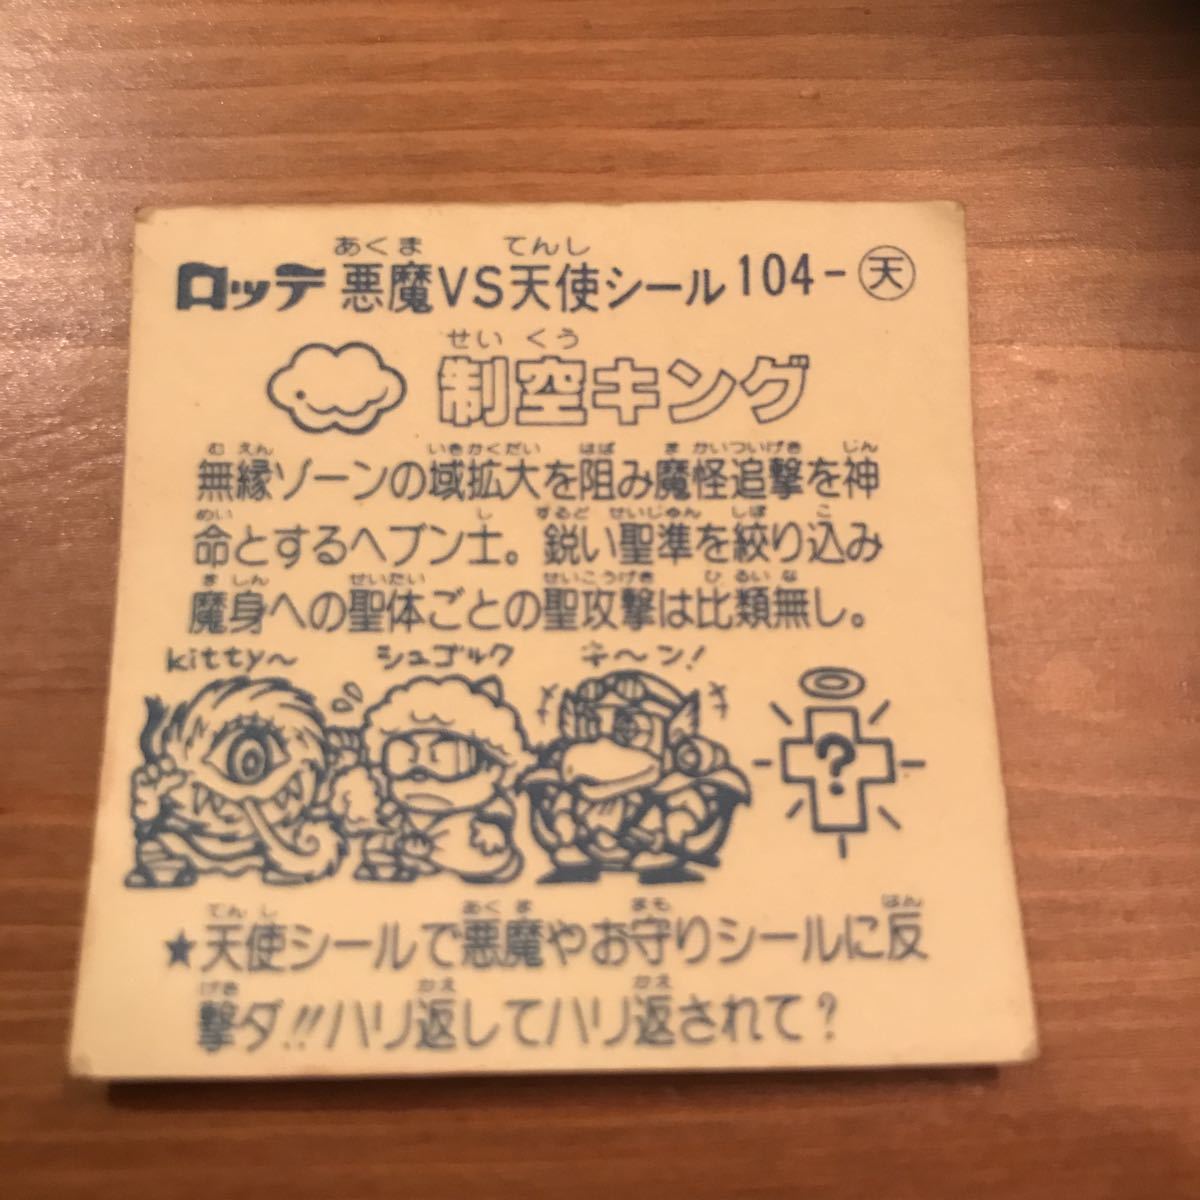 あくま てんし
ロッテ 悪魔VS天使シール 104-天
せいくう
制空キング
むえん いきかくだい はば まかいついげき じん
無縁ゾーンの域拡大を阻み魔怪追撃を神
めい し するど せいじゅん しぼ こ
命とするヘブン士。鋭い聖準を絞り込み
ましん せいたい せいこうげき ひるいな
魔身への聖体ごとの聖攻撃は比類無し。
kitty〜 シュゴルク キ〜ン!
?
てんし あくま まも はん
★天使シールで悪魔やお守りシールに反
げき かえ かえ
撃ダ!!ハリ返してハリ返されて?